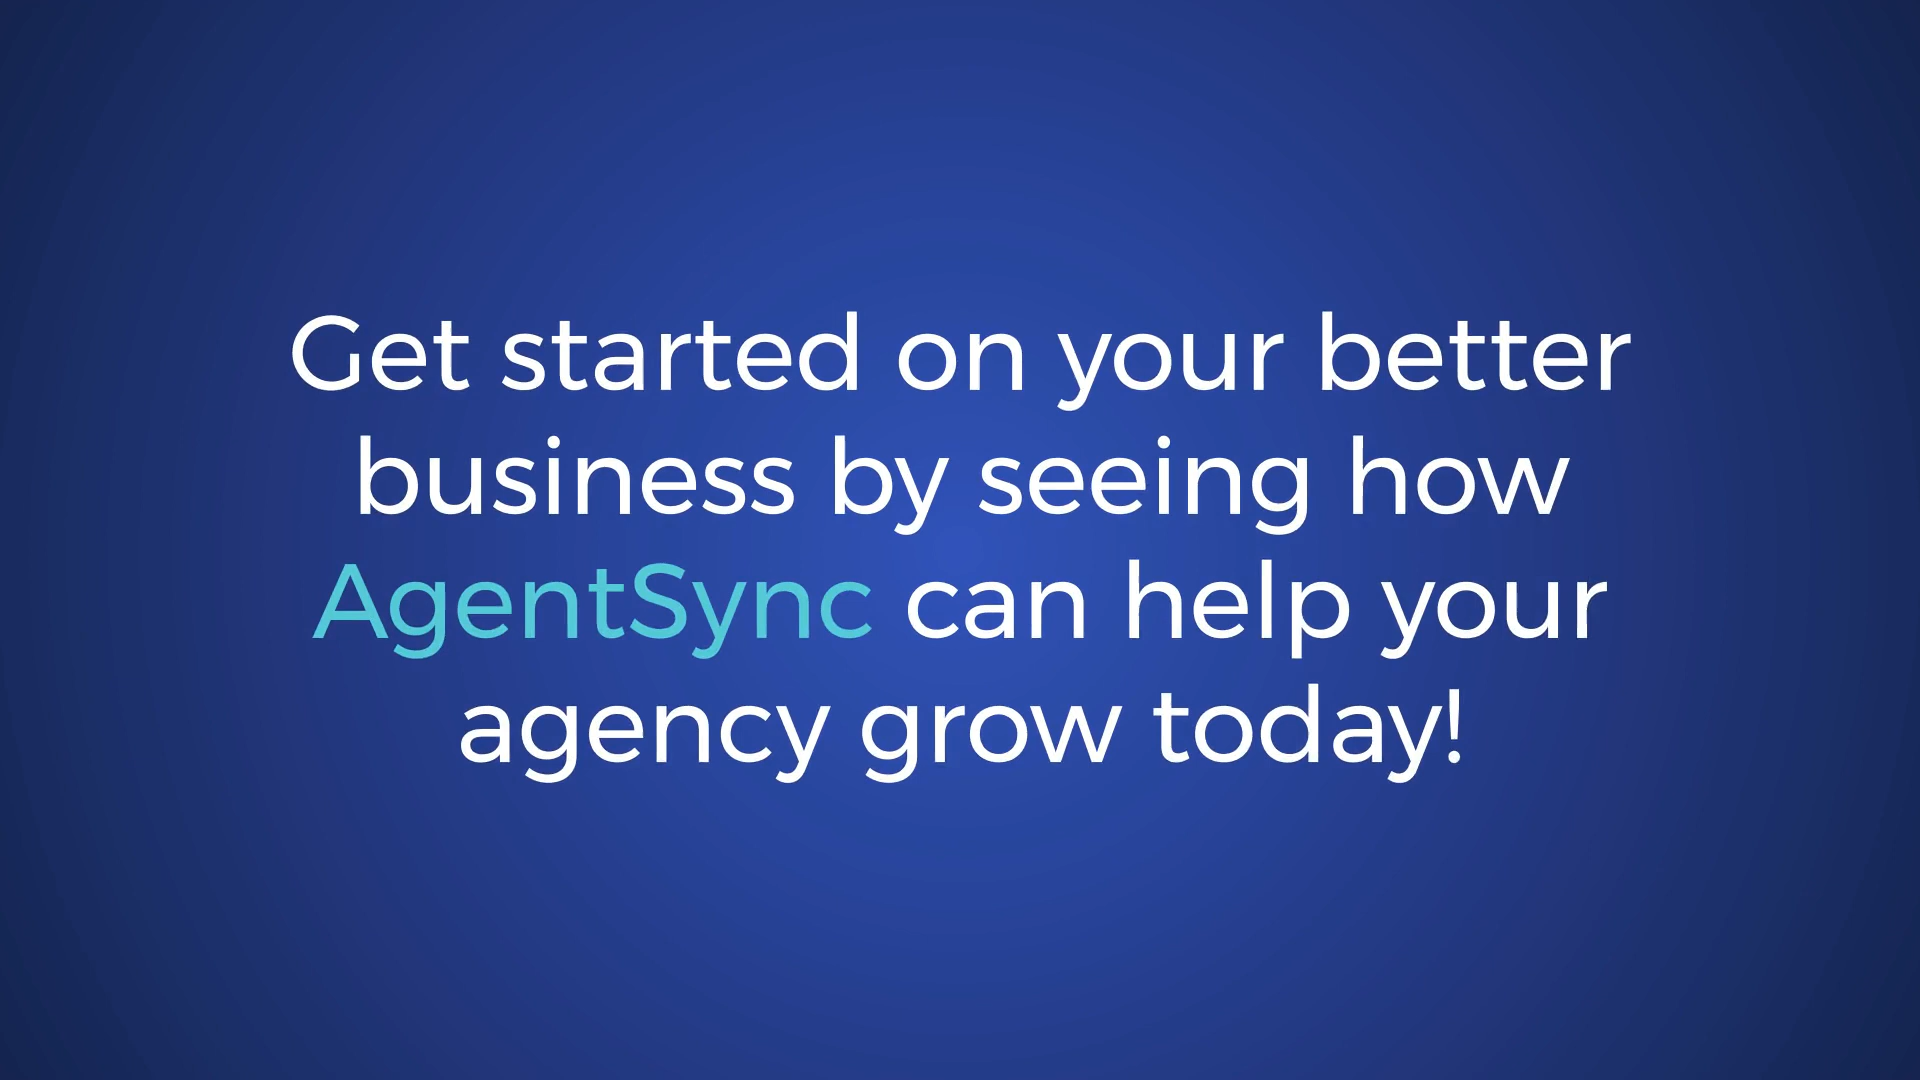 Get started on your better
business by seeing how
AgentSync can help your
agency grow today!